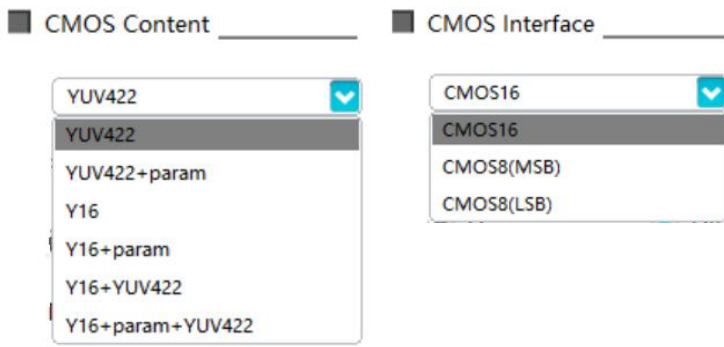 CMOS Content
YUV422
YUV422
YUV422+param
Y16
Y16+param
Y16+YUV422
Y16+param+YUV422
CMOS Interface
CMOS16
CMOS16
CMOS8(MSB)
CMOS8(LSB)